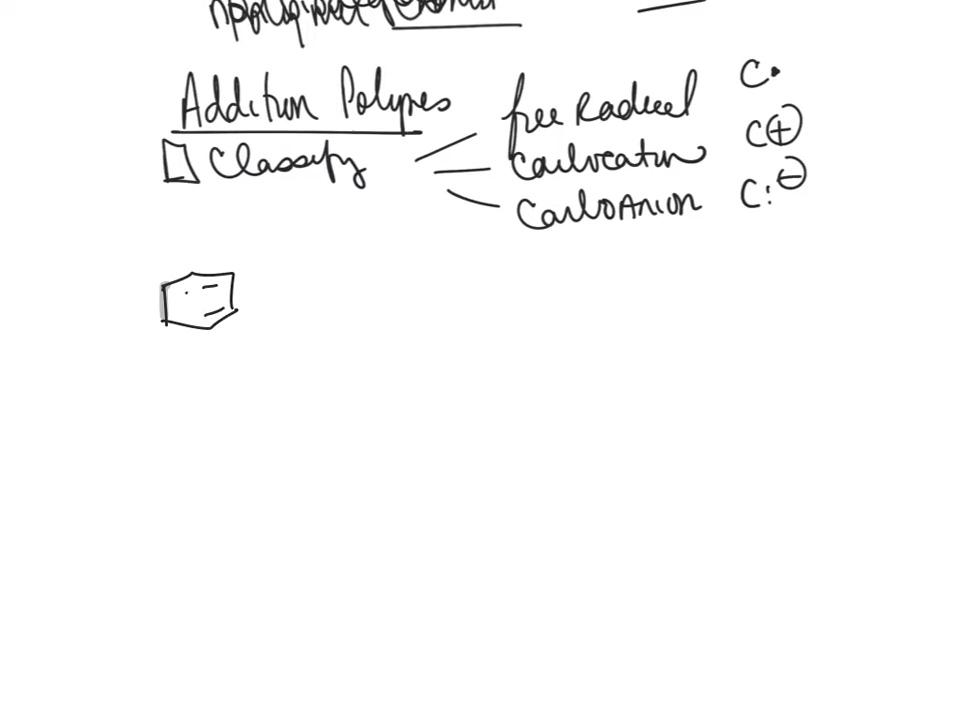 Addition Polymers
Classify
free Radical C•
Carbocation C⊕
CarbOANION C:⊖